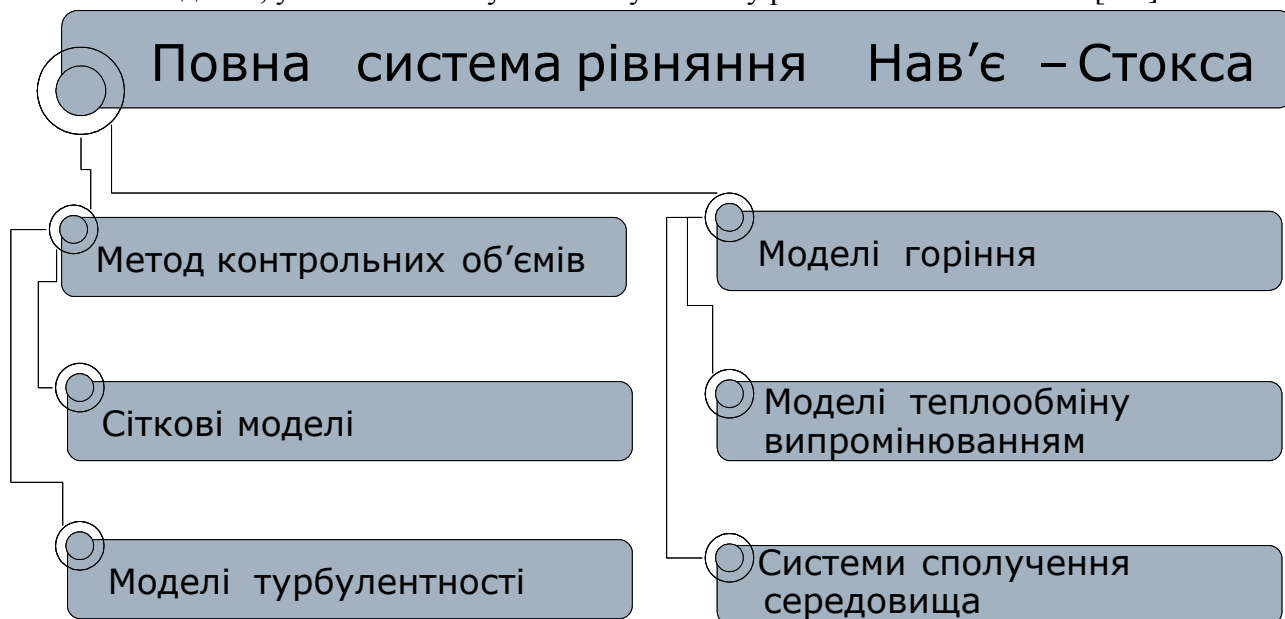 Повна система рівняння Нав’є – Стокса
Метод контрольних об’ємів
Сіткові моделі
Моделі турбулентності
Моделі горіння
Моделі теплообміну
випромінюванням
Системи сполучення
середовища